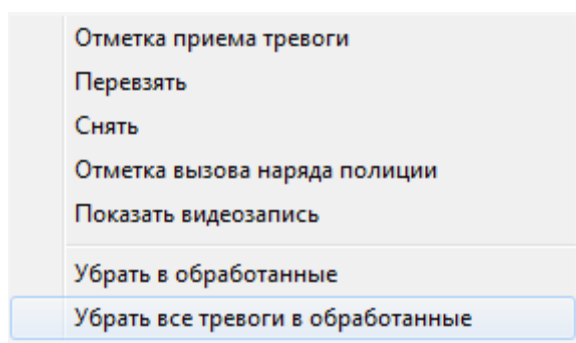 Отметка приема тревоги
Перевзять
Снять
Отметка вызова наряда полиции
Показать видеозапись
Убрать в обработанные
Убрать все тревоги в обработанные